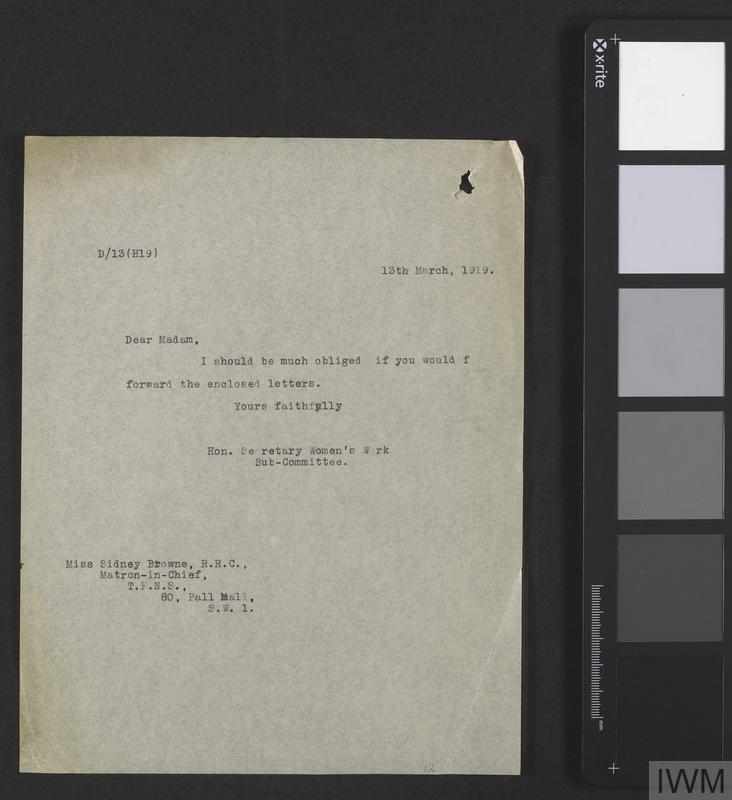 D/13(H19)
13th March, 1919.
Dear Madam,
I should be much obliged if you would f
forward the enclosed letters.
Yours faithfully
Hon. Se retary Women's W rk
Sub-Committee.
Miss Sidney Browne, R.R.C.,
Matron-in-Chief,
T.F.N.S.,
80, Pall Mall,
S.W. 1.
12
x-rite
mm
IWM